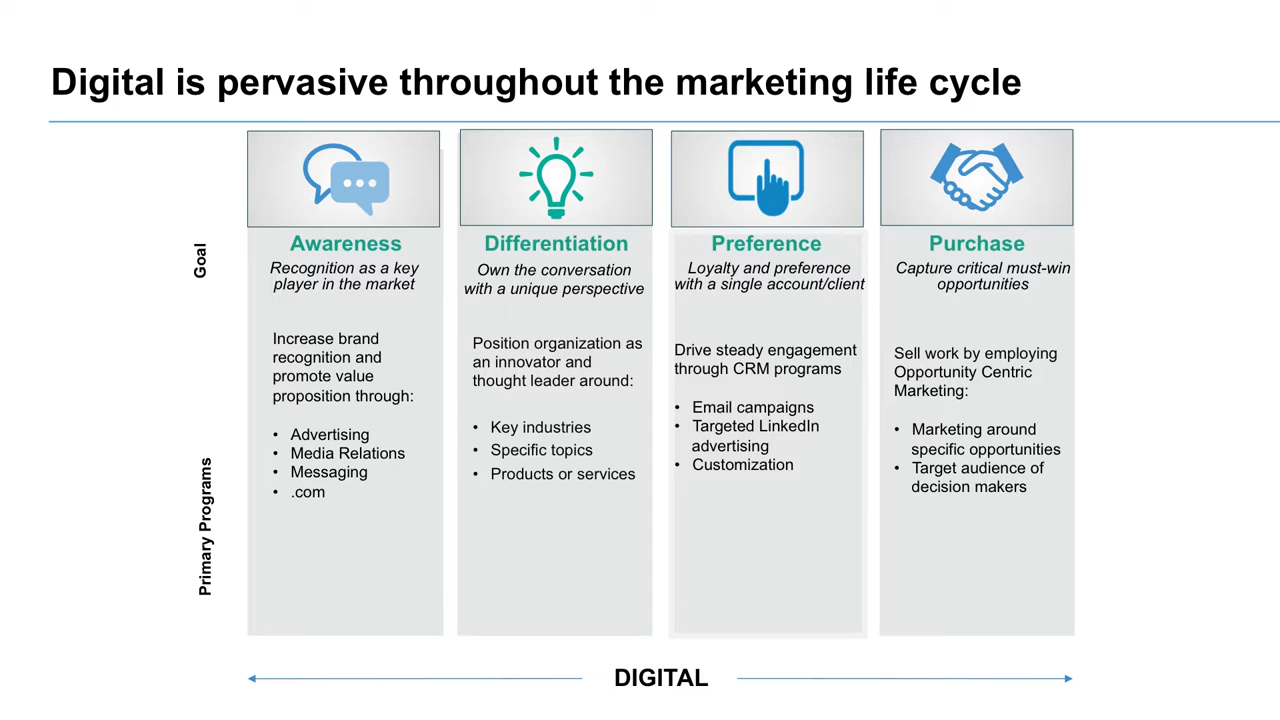 Digital is pervasive throughout the marketing life cycle
Goal
Awareness
Recognition as a key
player in the market
Differentiation
Own the conversation
with a unique perspective
Preference
Loyalty and preference
with a single account/client
Purchase
Capture critical must-win
opportunities
Primary Programs
Increase brand
recognition and
promote value
proposition through:
• Advertising
• Media Relations
• Messaging
• .com
Position organization as
an innovator and
thought leader around:
• Key industries
• Specific topics
• Products or services
Drive steady engagement
through CRM programs
• Email campaigns
• Targeted LinkedIn
advertising
• Customization
Sell work by employing
Opportunity Centric
Marketing:
• Marketing around
specific opportunities
• Target audience of
decision makers
DIGITAL